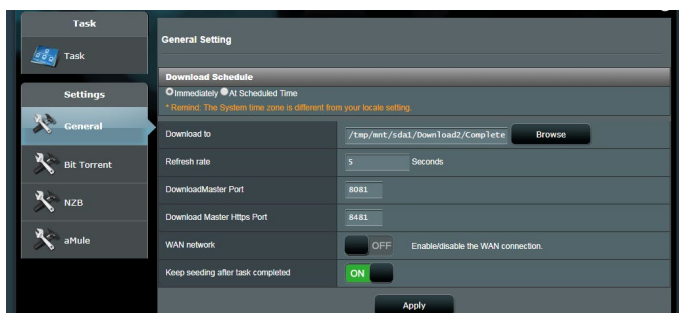 Task
Task
Settings
General
Bit Torrent
NZB
aMule
General Setting
Download Schedule
Immediately At Scheduled Time
* Remind: The System time zone is different from your locale setting.
Download to /tmp/mnt/sda1/Download2/Complete Browse
Refresh rate 5 Seconds
DownloadMaster Port 8081
Download Master Https Port 8481
WAN network OFF Enable/disable the WAN connection.
Keep seeding after task completed ON
Apply